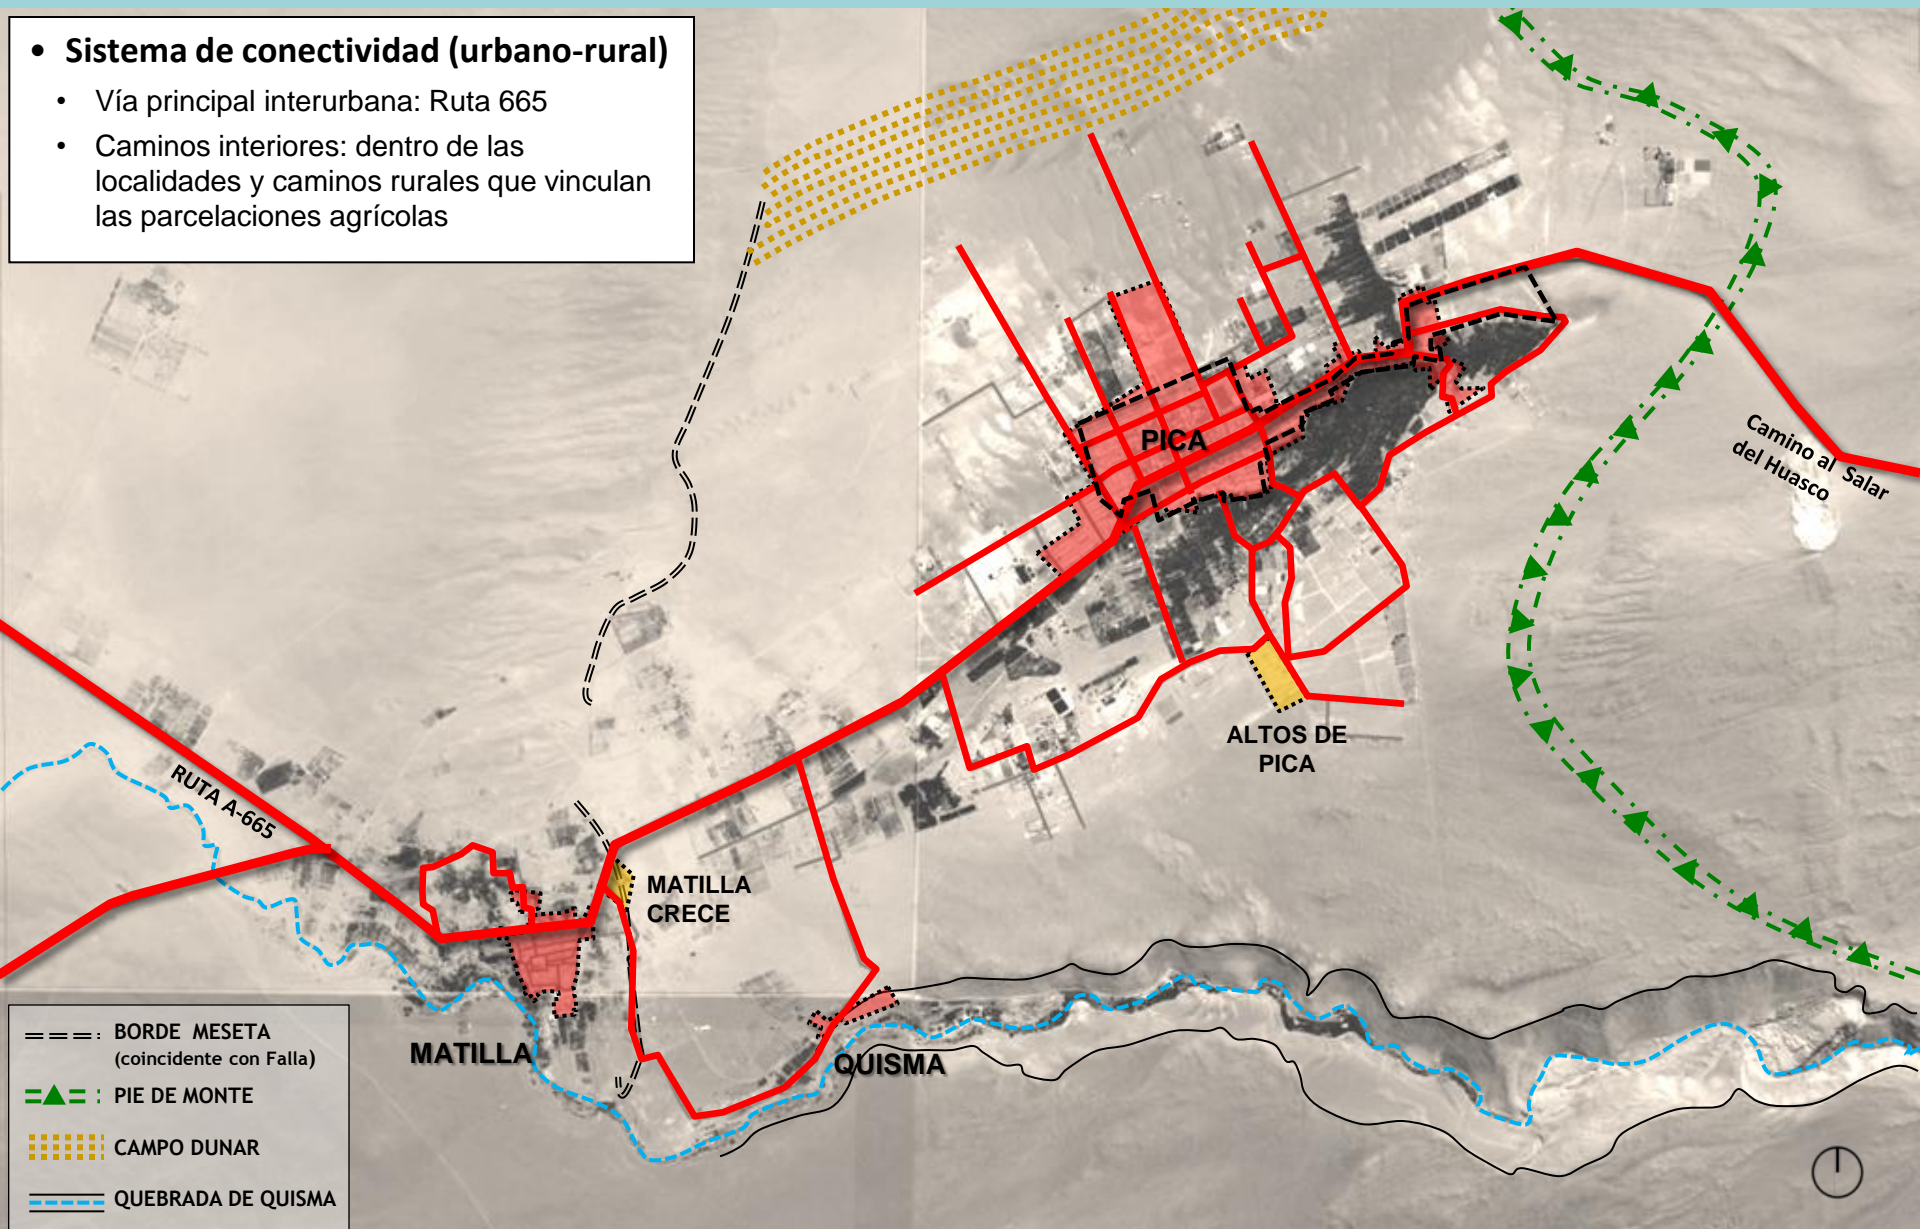 • Sistema de conectividad (urbano-rural)
• Vía principal interurbana: Ruta 665
• Caminos interiores: dentro de las
localidades y caminos rurales que vinculan
las parcelaciones agrícolas
PICA
Camino al Salar
del Huasco
ALTOS DE
PICA
RUTA A-665
MATILLA
CRECE
MATILLA
QUISMA
BORDE MESETA
(coincidente con Falla)
PIE DE MONTE
CAMPO DUNAR
QUEBRADA DE QUISMA